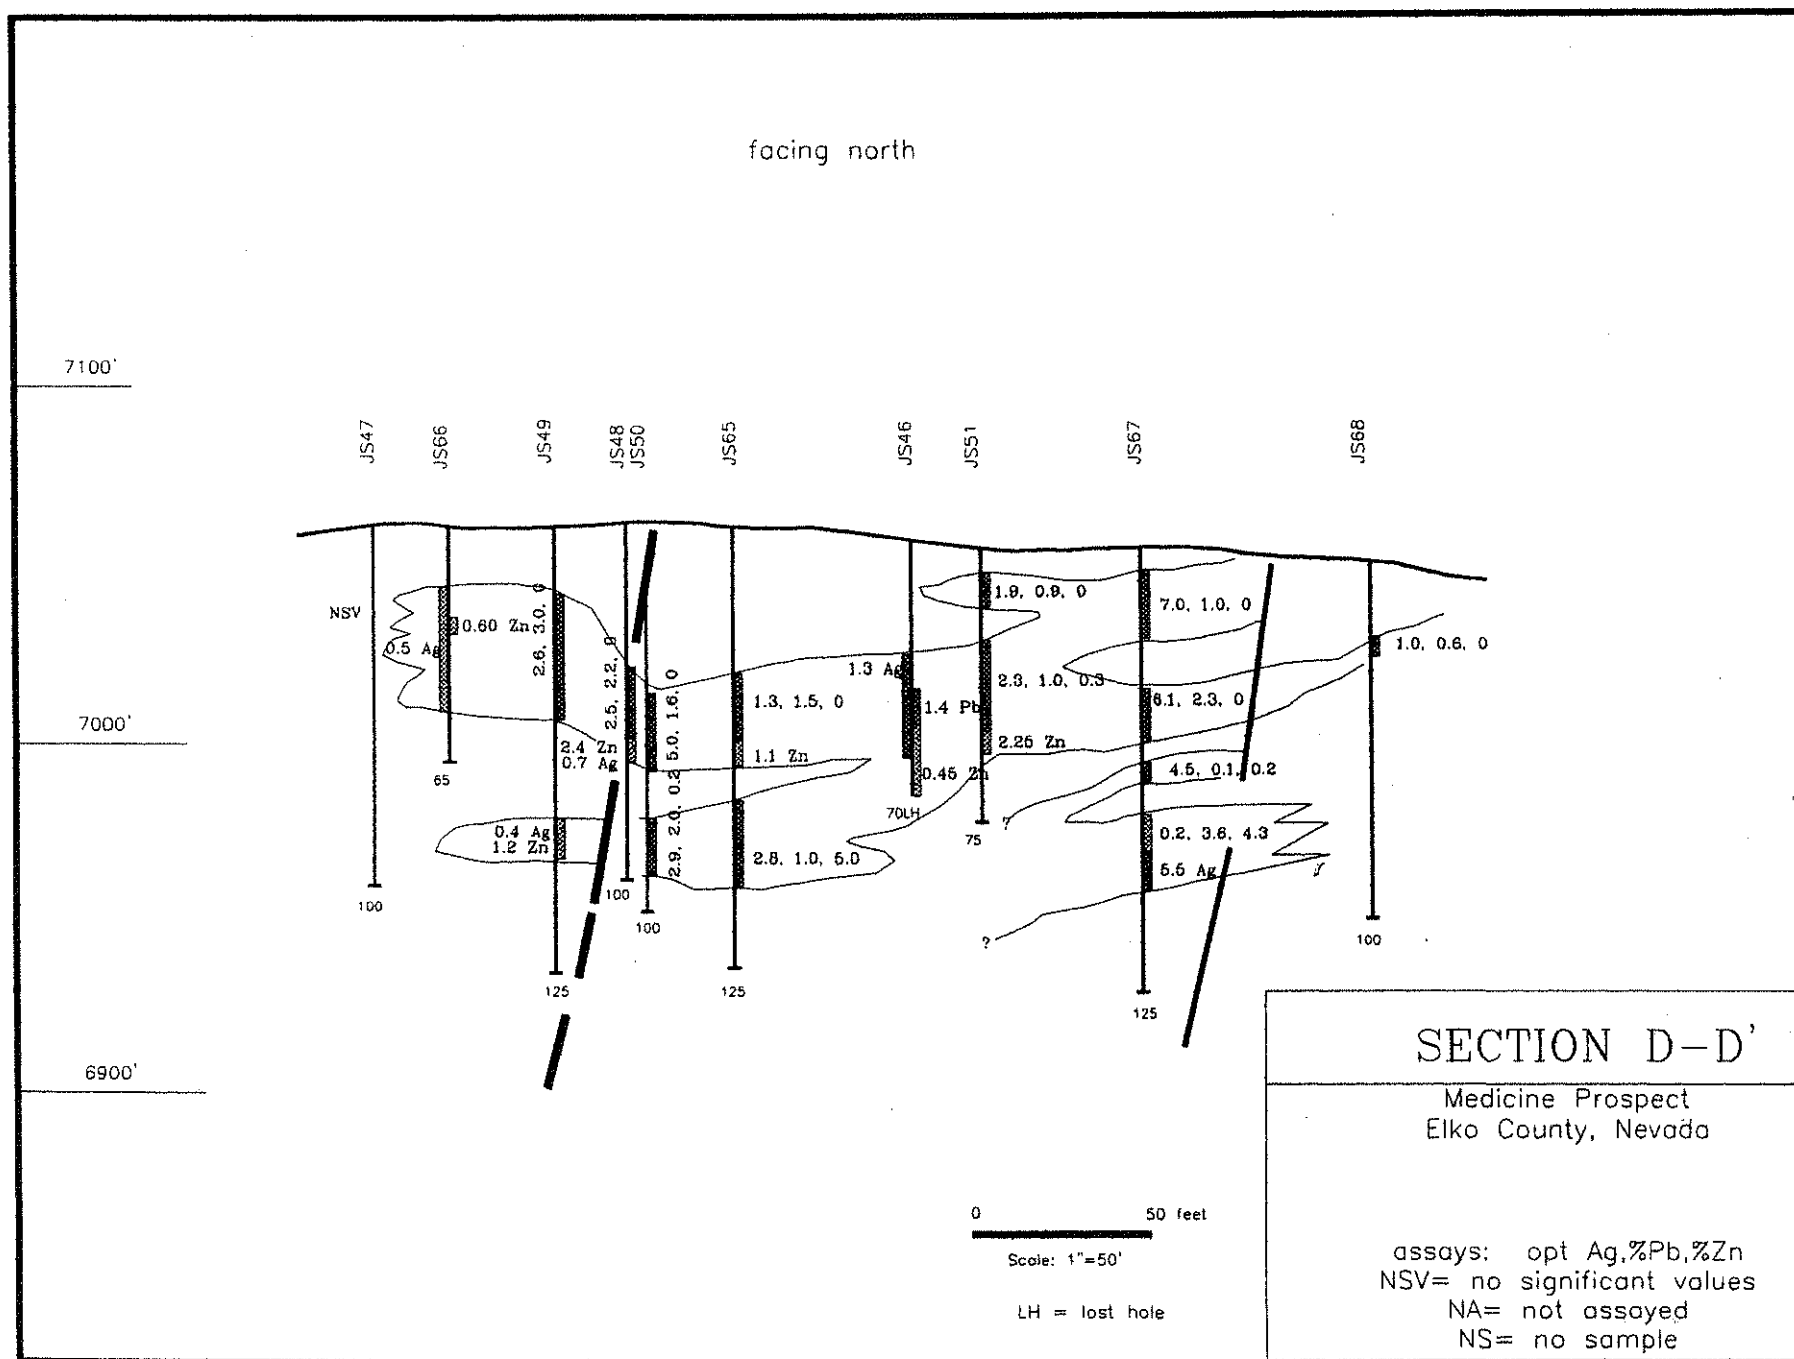 facing north
7100'
JS47
JS66
JS49
JS48
JS50
JS65
JS46
JS51
JS67
JS68
NSV
0.5 Ag
0.60 Zn
2.6, 3.0, 0
2.5, 2.2, 0
5.0, 1.6, 0
1.3, 1.5, 0
1.3 Ag
1.4 Pb
1.9, 0.9, 0
2.3, 1.0, 0.3
7.0, 1.0, 0
6.1, 2.3, 0
1.0, 0.6, 0
7000'
2.4 Zn
0.7 Ag
1.1 Zn
0.45 Zn
2.25 Zn
4.5, 0.1, 0.2
65
70LH
75
?
0.4 Ag
1.2 Zn
2.9, 2.0, 0.2
2.8, 1.0, 5.0
0.2, 3.6, 4.3
5.5 Ag
100
100
100
?
100
125
125
125
6900'
SECTION D-D'
Medicine Prospect
Elko County, Nevada
0 50 feet
Scale: 1"=50'
LH = lost hole
assays: opt Ag,%Pb,%Zn
NSV= no significant values
NA= not assayed
NS= no sample